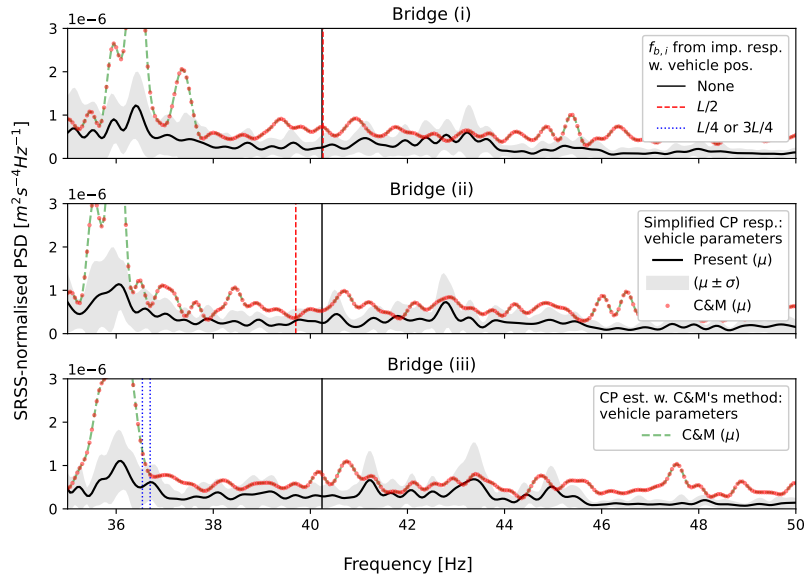 Bridge (i)
1e−6
3
2
1
0
f_{b,i} from imp. resp.
w. vehicle pos.
None
L/2
L/4 or 3L/4
Bridge (ii)
1e−6
3
2
1
0
Simplified CP resp.:
vehicle parameters
Present (μ)
(μ ± σ)
C&M (μ)
SRSS-normalised PSD [m²s⁻⁴Hz⁻¹]
Bridge (iii)
1e−6
3
2
1
0
CP est. w. C&M's method:
vehicle parameters
C&M (μ)
36 38 40 42 44 46 48 50
Frequency [Hz]